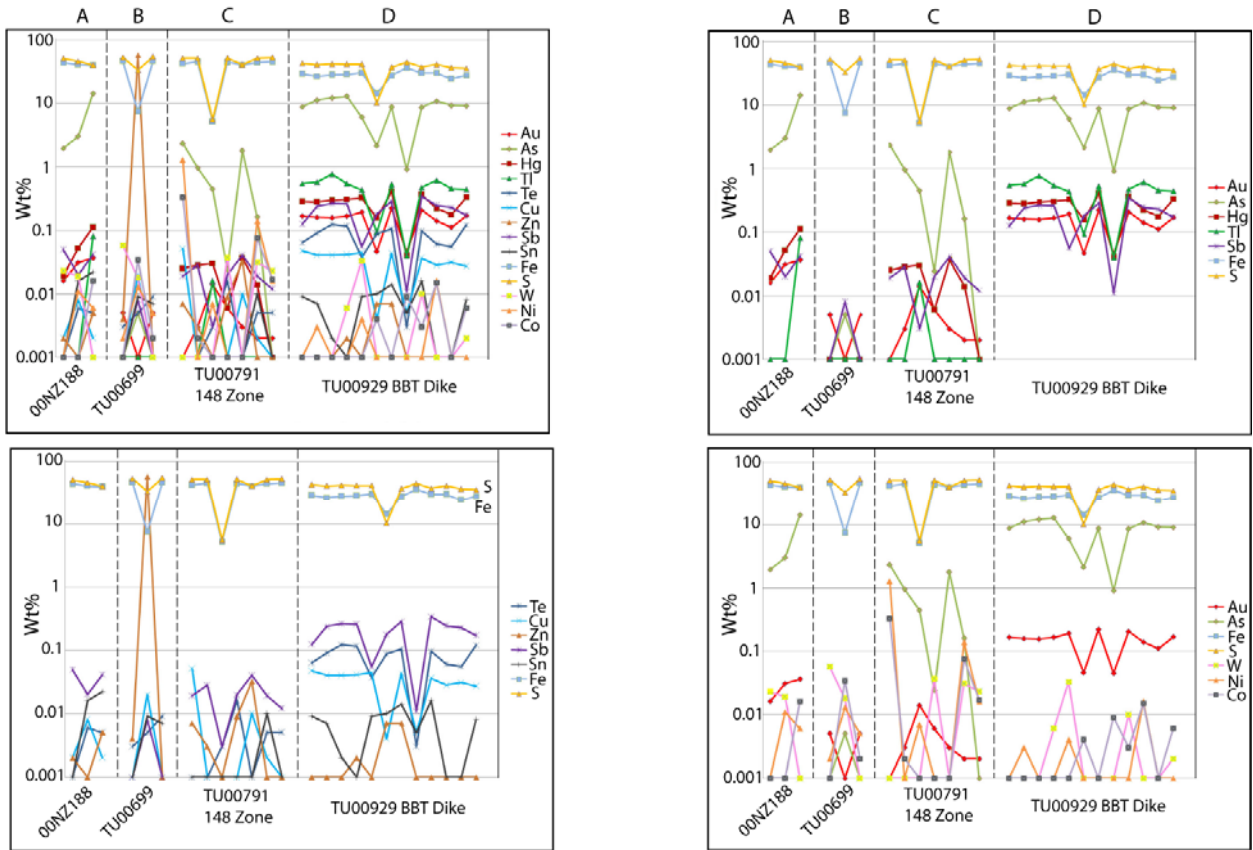 A B C D
100
10
1
0.1
0.01
0.001
Wt%
Au
As
Hg
Tl
Te
Cu
Zn
Sb
Sn
Fe
S
W
Ni
Co
00NZ188
TU00699
TU00791
148 Zone
TU00929 BBT Dike
A B C D
100
10
1
0.1
0.01
0.001
Wt%
Au
As
Hg
Tl
Sb
Fe
S
00NZ188
TU00699
TU00791
148 Zone
TU00929 BBT Dike
100
10
1
0.1
0.01
0.001
Wt%
S
Fe
Te
Cu
Zn
Sb
Sn
Fe
S
00NZ188
TU00699
TU00791
148 Zone
TU00929 BBT Dike
100
10
1
0.1
0.01
0.001
Wt%
Au
As
Fe
S
W
Ni
Co
00NZ188
TU00699
TU00791
148 Zone
TU00929 BBT Dike